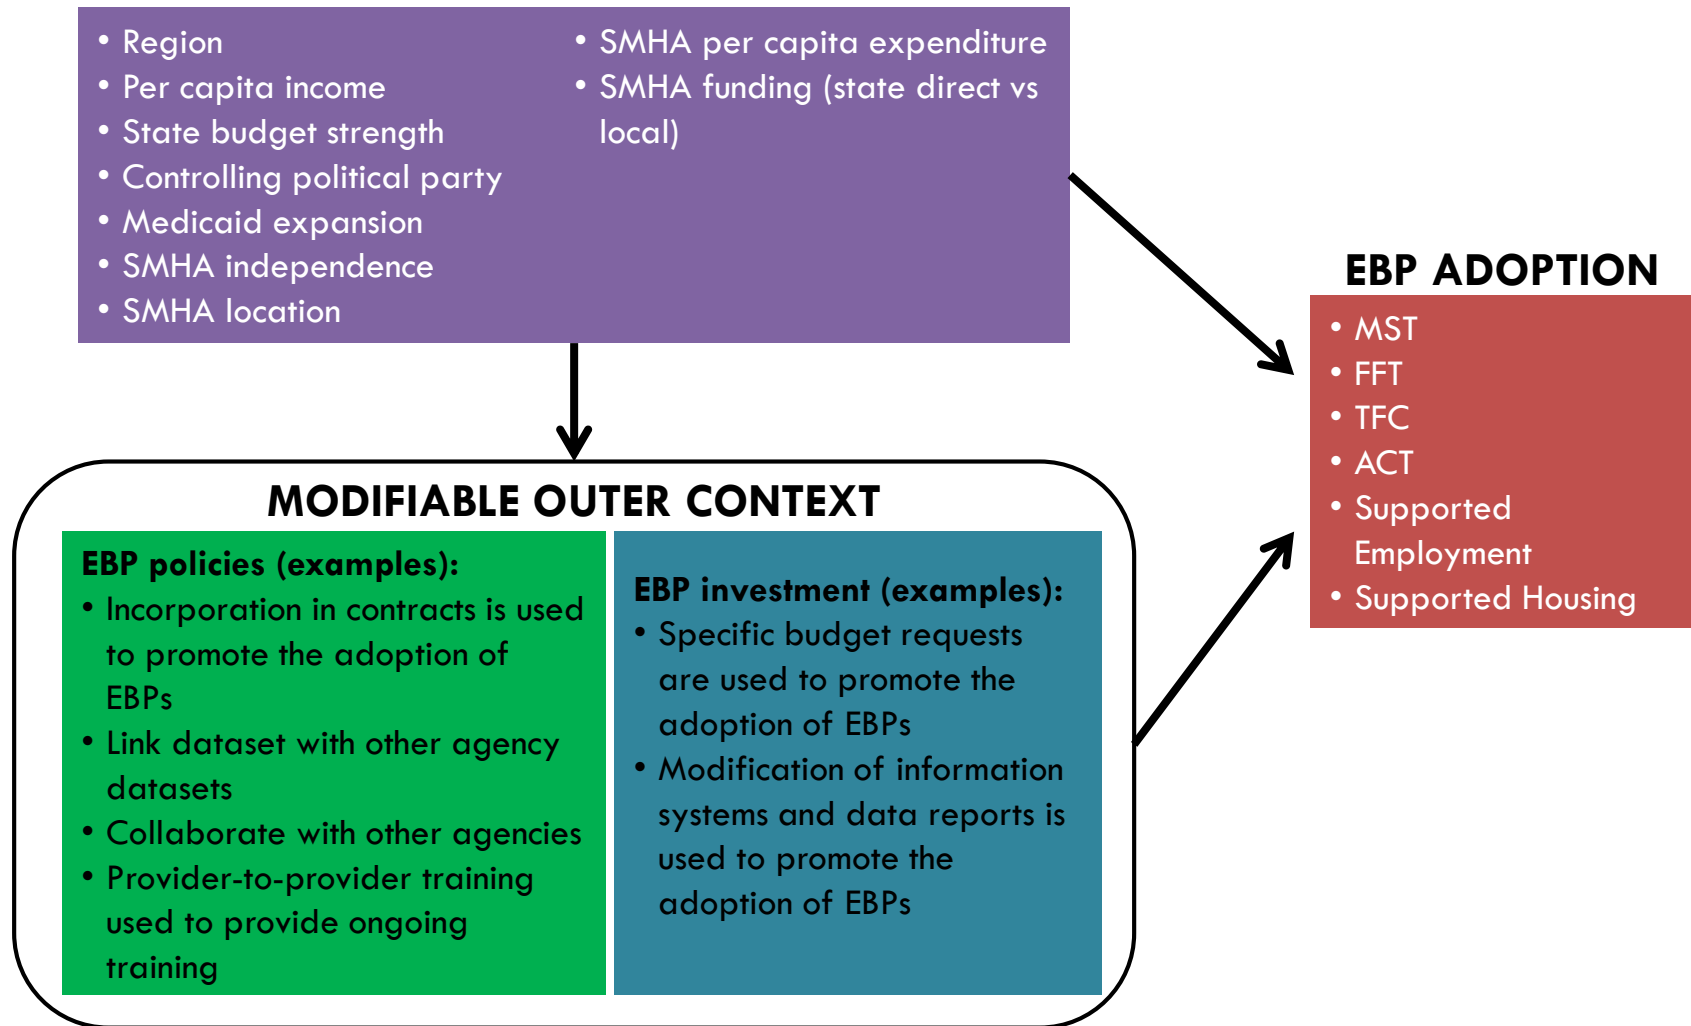 • Region
• Per capita income
• State budget strength
• Controlling political party
• Medicaid expansion
• SMHA independence
• SMHA location
• SMHA per capita expenditure
• SMHA funding (state direct vs
local)
EBP ADOPTION
• MST
• FFT
• TFC
• ACT
• Supported
Employment
• Supported Housing
MODIFIABLE OUTER CONTEXT
EBP policies (examples):
• Incorporation in contracts is used
to promote the adoption of
EBPs
• Link dataset with other agency
datasets
• Collaborate with other agencies
• Provider-to-provider training
used to provide ongoing
training
EBP investment (examples):
• Specific budget requests
are used to promote the
adoption of EBPs
• Modification of information
systems and data reports is
used to promote the
adoption of EBPs